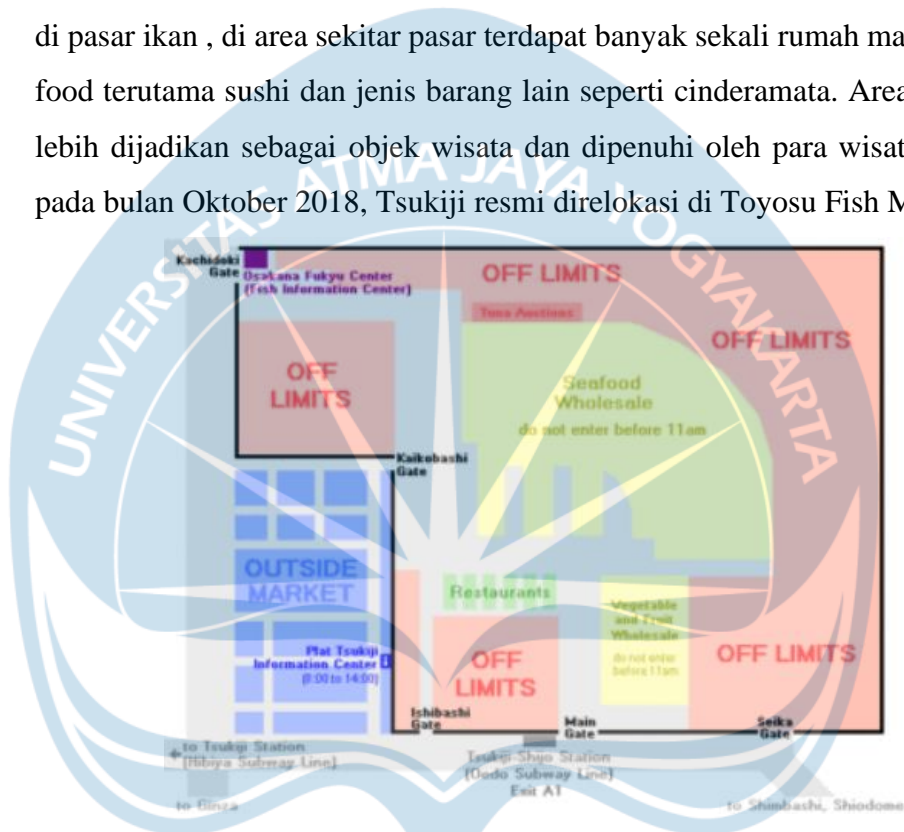 di pasar ikan , di area sekitar pasar terdapat banyak sekali rumah ma
food terutama sushi dan jenis barang lain seperti cinderamata. Area
lebih dijadikan sebagai objek wisata dan dipenuhi oleh para wisat
pada bulan Oktober 2018, Tsukiji resmi direlokasi di Toyosu Fish M
UNIVERSITAS ATMA JAYA YOGYAKARTA
Kachidoki
Gate
Osakana Fukyu Center
(Fish Information Center)
OFF LIMITS
Tuna Auctions
OFF LIMITS
OFF
LIMITS
Seafood
Wholesale
do not enter before 11am
Kaikobashi
Gate
OUTSIDE
MARKET
Restaurants
Vegetable
and Fruit
Wholesale
do not enter
before 11am
Plat Tsukiji
Information Center
(8:00 to 14:00)
OFF
LIMITS
OFF LIMITS
Ishibashi
Gate
Main
Gate
Seika
Gate
to Tsukiji Station
(Hibiya Subway Line)
Tsukiji-Shijo Station
(Oedo Subway Line)
Exit A1
to Ginza
to Shimbashi, Shiodome